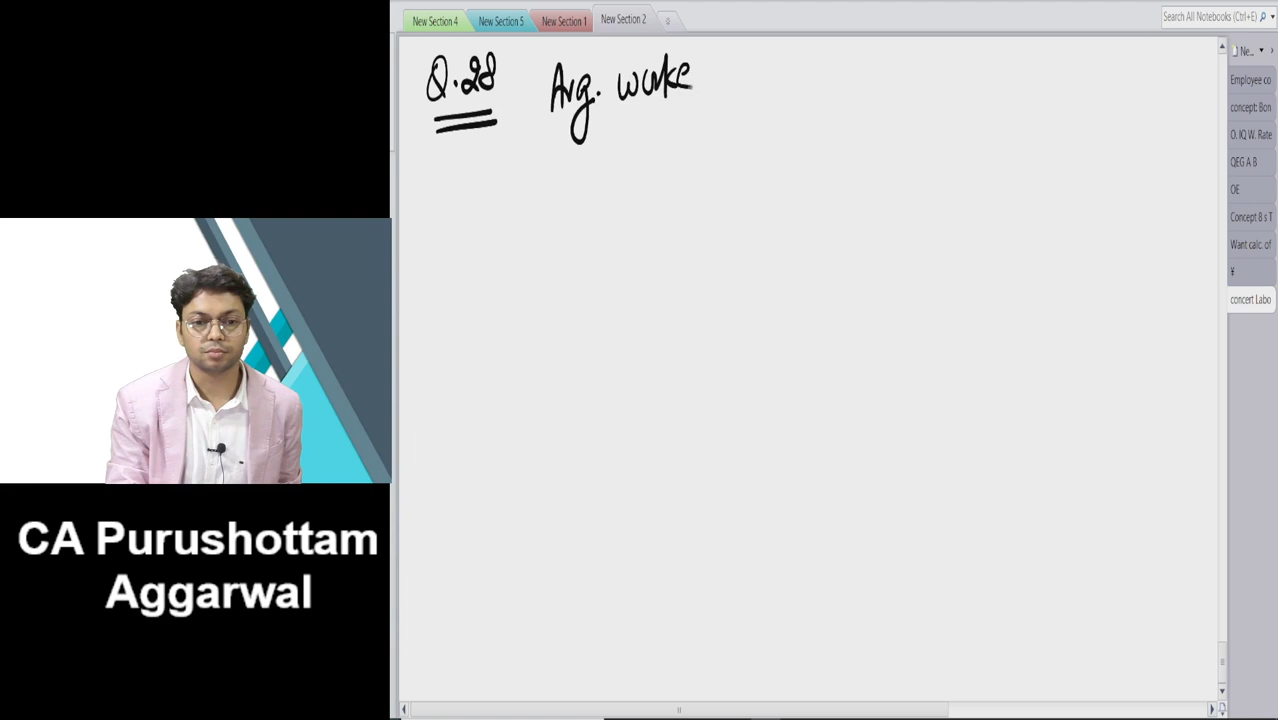 New Section 4 New Section 5 New Section 1 New Section 2
Search All Notebooks (Ctrl+E)
Ne...
Q.28 Avg. worke
Employee co
concept: Bon
O. IQ W. Rate
QEG A B
OE
Concept 8 s T
Want calc. of
¥
concert Labo
CA Purushottam
Aggarwal